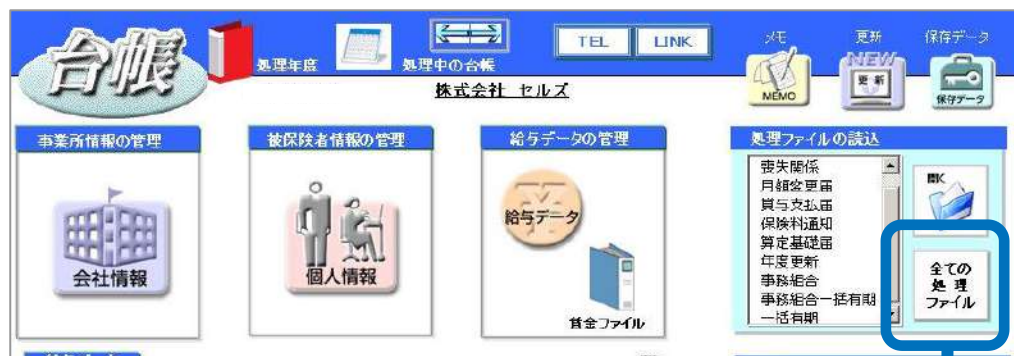 台帳
処理年度
処理中の台帳
TEL
LINK
メモ
MEMO
更新
NEW
更新
保存データ
保存データ
株式会社 セルズ
事業所情報の管理
会社情報
被保険者情報の管理
個人情報
給与データの管理
給与データ
賃金ファイル
処理ファイルの読込
喪失関係
月額変更届
賞与支払届
保険料通知
算定基礎届
年度更新
事務組合
事務組合一括有期
一括有期
開く
全ての
処 理
ファイル